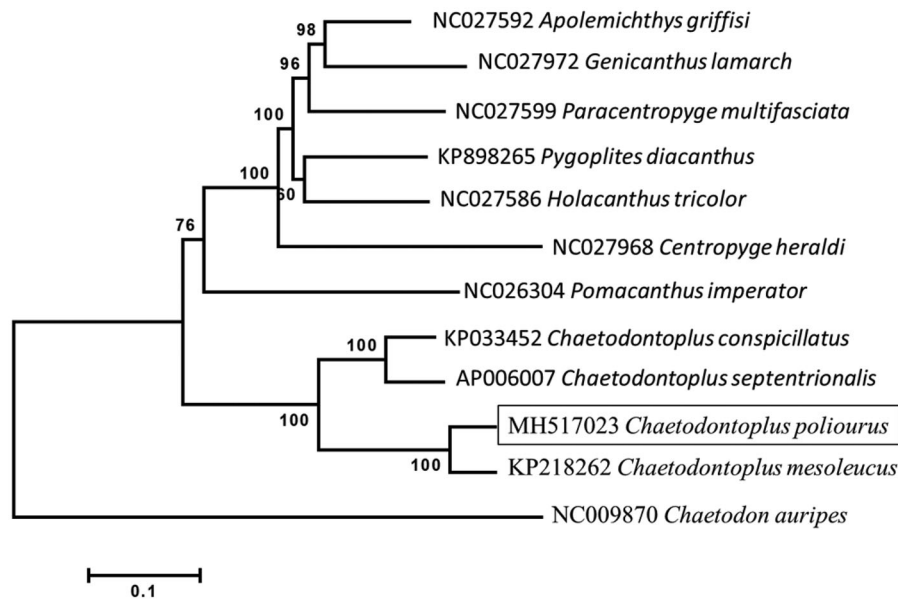 98
NC027592 Apolemichthys griffisi
96
NC027972 Genicanthus lamarch
100
NC027599 Paracentropyge multifasciata
100
KP898265 Pygoplites diacanthus
60
NC027586 Holacanthus tricolor
76
NC027968 Centropyge heraldi
NC026304 Pomacanthus imperator
100
KP033452 Chaetodontoplus conspicillatus
AP006007 Chaetodontoplus septentrionalis
100
MH517023 Chaetodontoplus poliourus
100
KP218262 Chaetodontoplus mesoleucus
NC009870 Chaetodon auripes
0.1